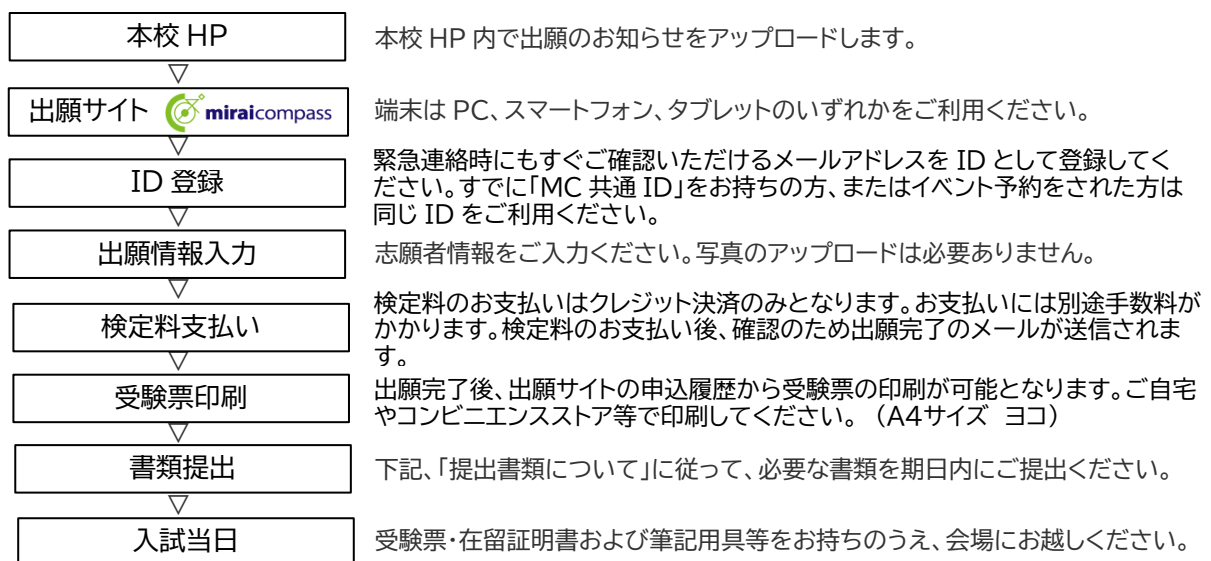 本校 HP
本校 HP 内で出願のお知らせをアップロードします。
▽
出願サイト miraicompass
端末は PC、スマートフォン、タブレットのいずれかをご利用ください。
▽
ID 登録
緊急連絡時にもすぐご確認いただけるメールアドレスを ID として登録してく
ださい。すでに「MC 共通 ID」をお持ちの方、またはイベント予約をされた方は
同じ ID をご利用ください。
▽
出願情報入力
志願者情報をご入力ください。写真のアップロードは必要ありません。
▽
検定料支払い
検定料のお支払いはクレジット決済のみとなります。お支払いには別途手数料が
かかります。検定料のお支払い後、確認のため出願完了のメールが送信されま
す。
▽
受験票印刷
出願完了後、出願サイトの申込履歴から受験票の印刷が可能となります。ご自宅
やコンビニエンスストア等で印刷してください。（A4サイズ ヨコ）
▽
書類提出
下記、「提出書類について」に従って、必要な書類を期日内にご提出ください。
▽
入試当日
受験票・在留証明書および筆記用具等をお持ちのうえ、会場にお越しください。